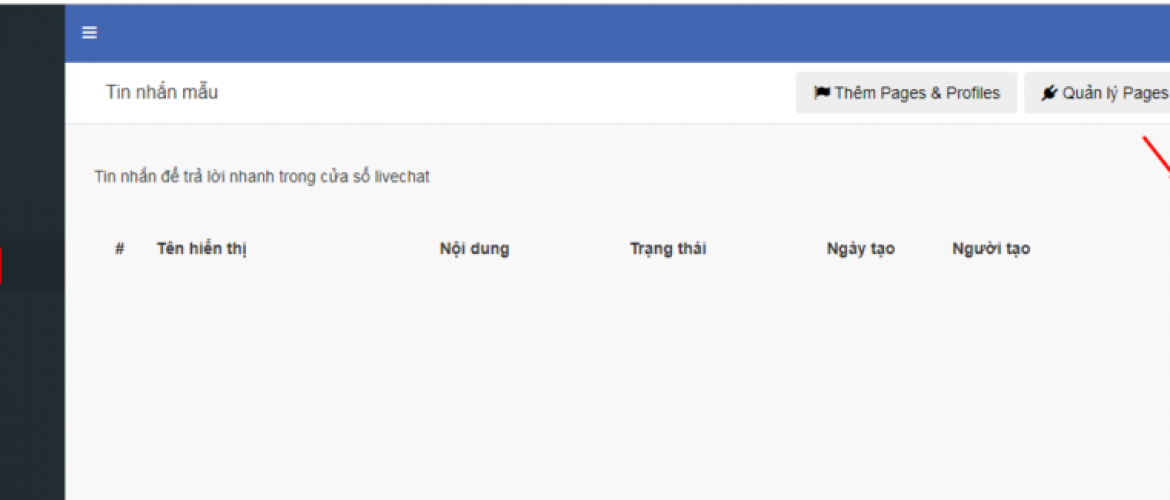 Tin nhắn mẫu
Thêm Pages & Profiles
Quản lý Pages
Tin nhắn để trả lời nhanh trong cửa sổ livechat
# Tên hiển thị Nội dung Trạng thái Ngày tạo Người tạo